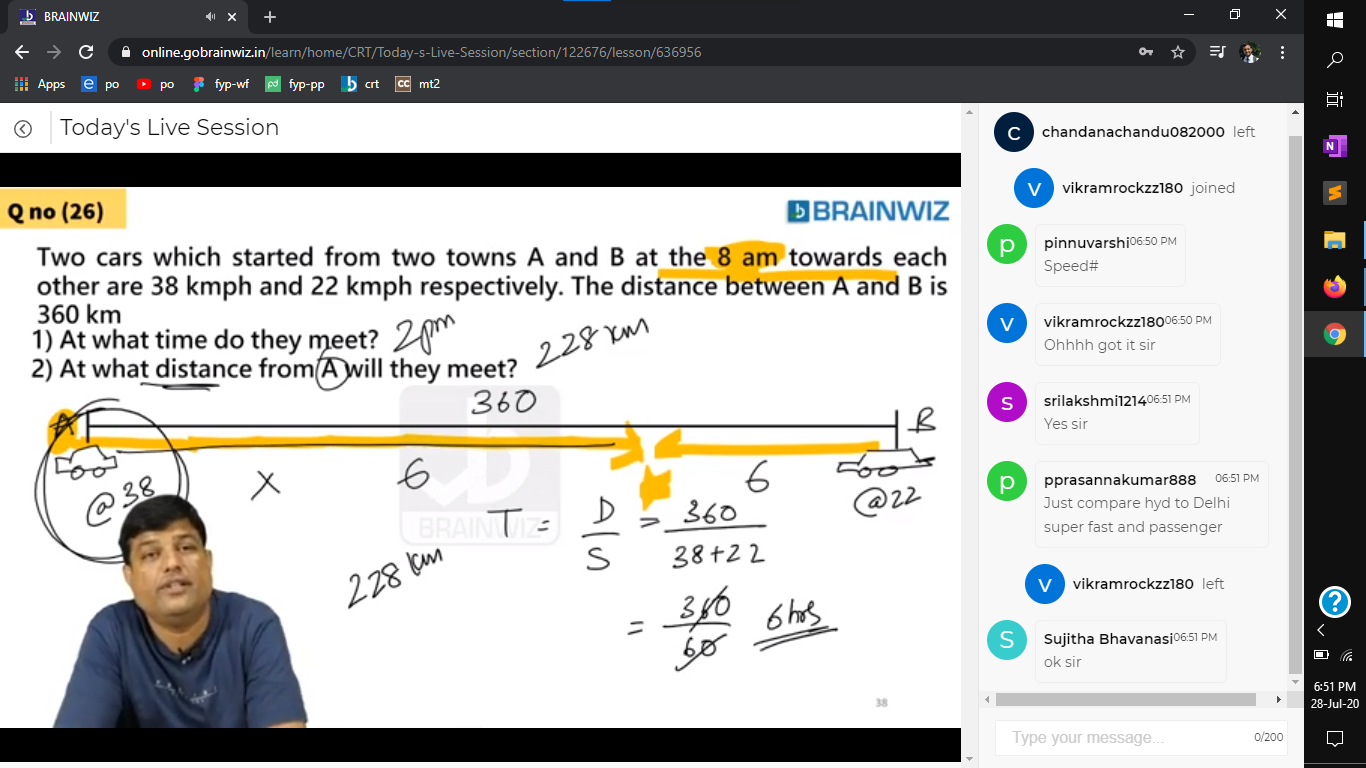 BRAINWIZ
online.gobrainwiz.in/learn/home/CRT/Today-s-Live-Session/section/122676/lesson/636956
Apps po po fyp-wf fyp-pp crt mt2
Today's Live Session
Q no (26)
BRAINWIZ
Two cars which started from two towns A and B at the 8 am towards each
other are 38 kmph and 22 kmph respectively. The distance between A and B is
360 km
1) At what time do they meet? 2pm
2) At what distance from A will they meet? 228 km
360
A B
@38 X 6 6 @22
BRAINWIZ
T = D/S = 360/38+22
228 km
= 360/60 6 hrs
38
C chandanachandu082000 left
V vikramrockzz180 joined
p pinnuvarshi 06:50 PM
Speed#
V vikramrockzz180 06:50 PM
Ohhhh got it sir
s srilakshmi1214 06:51 PM
Yes sir
p pprasannakumar888 06:51 PM
Just compare hyd to Delhi
super fast and passenger
V vikramrockzz180 left
S Sujitha Bhavanasi 06:51 PM
ok sir
Type your message... 0/200
6:51 PM
28-Jul-20